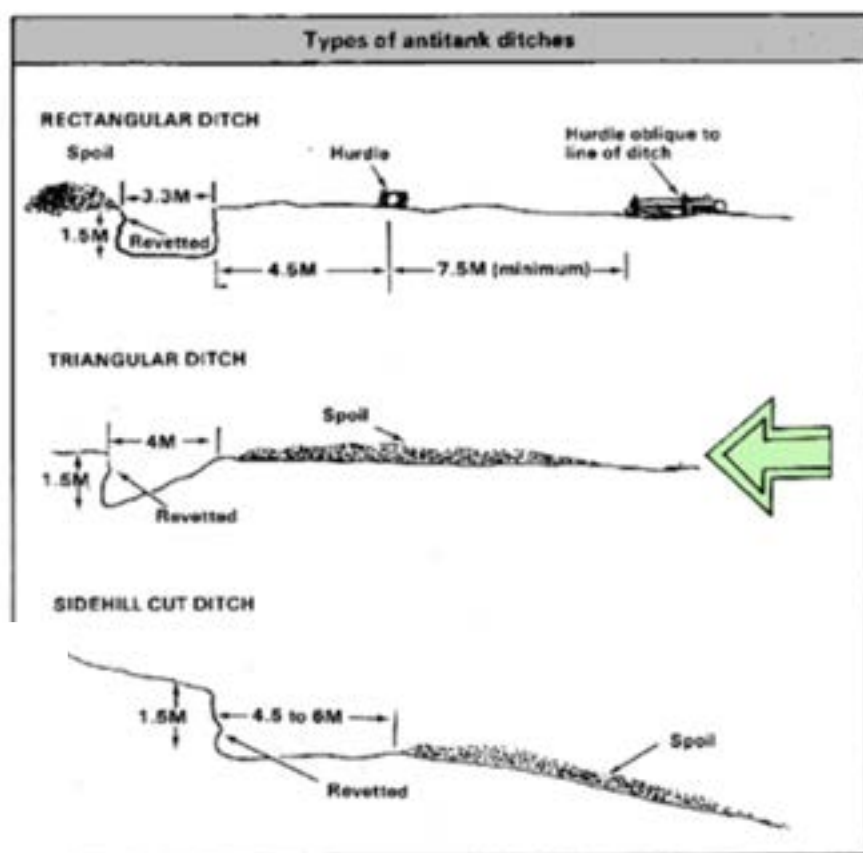 Types of antitank ditches
RECTANGULAR DITCH
Spoil
Hurdle
Hurdle oblique to
line of ditch
3.3M
1.5M
Revetted
4.5M
7.5M (minimum)
TRIANGULAR DITCH
Spoil
4M
1.5M
Revetted
SIDEHILL CUT DITCH
1.5M
4.5 to 6M
Spoil
Revetted